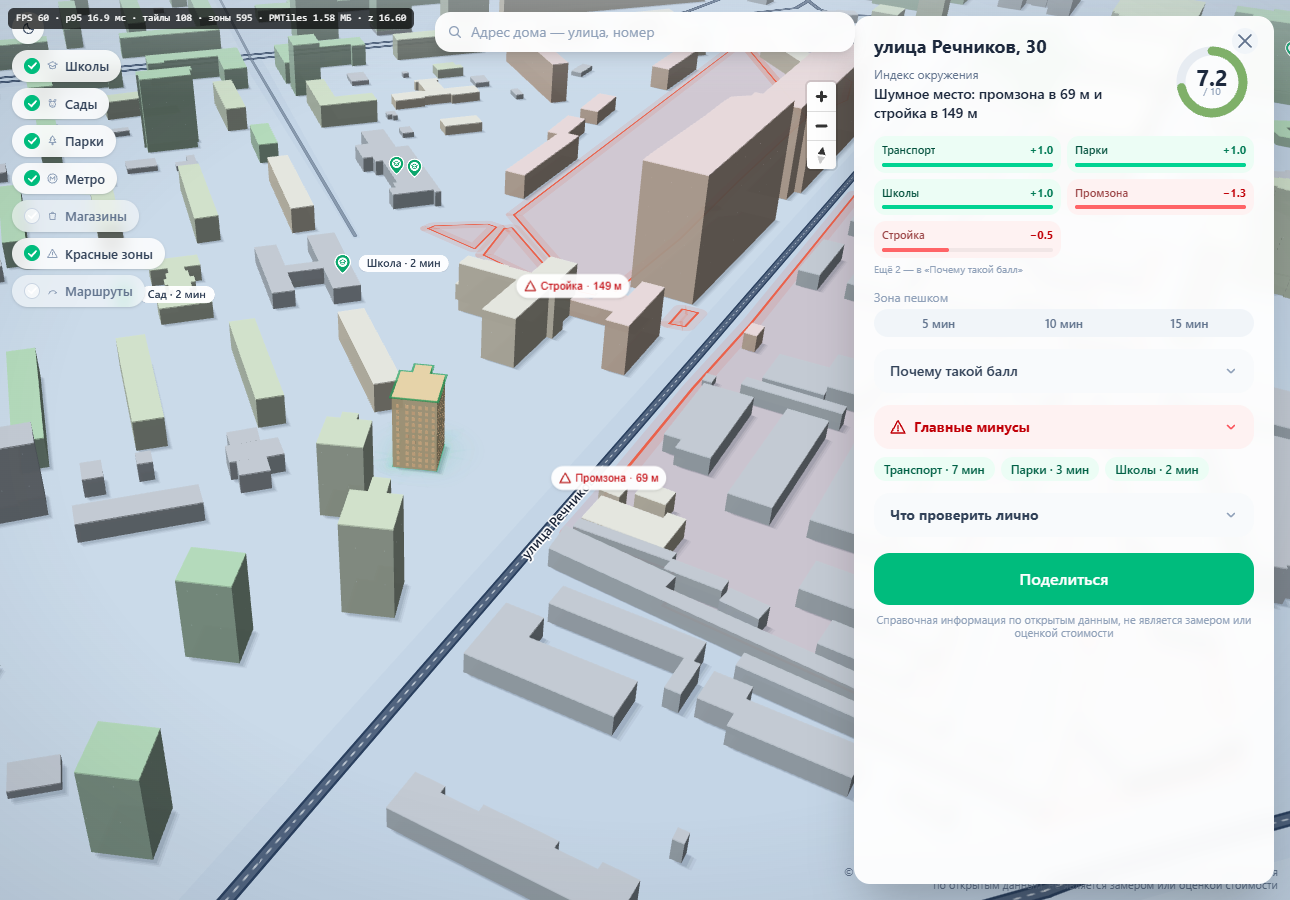 FPS 60 · p95 16.9 мс · тайлы 108 · зоны 595 · PMTiles 1.58 МБ · z 16.60
Адрес дома — улица, номер
Школы
Сады
Парки
Метро
Магазины
Красные зоны
Маршруты
Сад · 2 мин
Школа · 2 мин
Стройка · 149 м
Промзона · 69 м
улица Речников
улица Речников, 30
Индекс окружения
Шумное место: промзона в 69 м и
стройка в 149 м
7.2
/ 10
Транспорт +1.0
Парки +1.0
Школы +1.0
Промзона −1.3
Стройка −0.5
Ещё 2 — в «Почему такой балл»
Зона пешком
5 мин 10 мин 15 мин
Почему такой балл
Главные минусы
Транспорт · 7 мин Парки · 3 мин Школы · 2 мин
Что проверить лично
Поделиться
Справочная информация по открытым данным, не является замером или
оценкой стоимости
©
по открытым оценкой стоимости